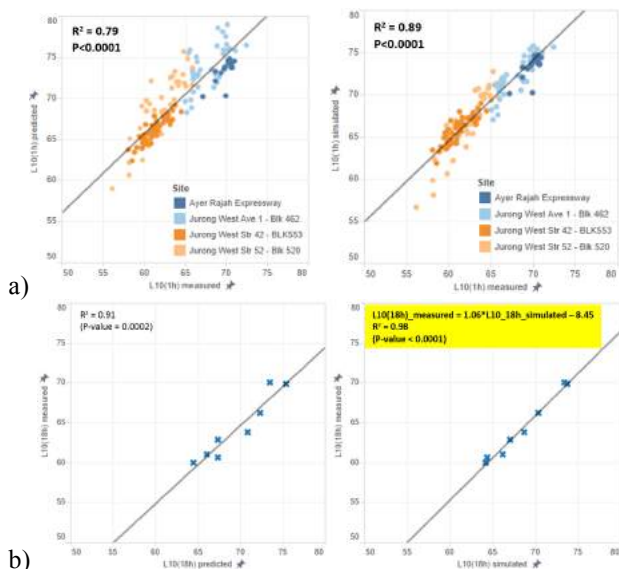 a)
R² = 0.79
P<0.0001
80
75
70
65
60
55
50
L10(1h) predicted
Site
Ayer Rajah Expressway
Jurong West Ave 1 - Blk 462
Jurong West Str 42 - BLK553
Jurong West Str 52 - Blk 520
50 55 60 65 70 75 80
L10(1h) measured
R² = 0.89
P<0.0001
80
75
70
65
60
55
50
L10(1h) simulated
Site
Ayer Rajah Expressway
Jurong West Ave 1 - Blk 462
Jurong West Str 42 - BLK553
Jurong West Str 52 - Blk 520
50 55 60 65 70 75 80
L10(1h) measured
b)
R² = 0.91
(P-value = 0.0002)
80
75
70
65
60
55
50
L10(18h) measured
50 55 60 65 70 75 80
L10(18h) predicted
L10(18h)_measured = 1.06*L10_18h_simulated – 8.45
R² = 0.98
(P-value < 0.0001)
80
75
70
65
60
55
50
L10(18h) measured
50 55 60 65 70 75 80
L10(18h) simulated